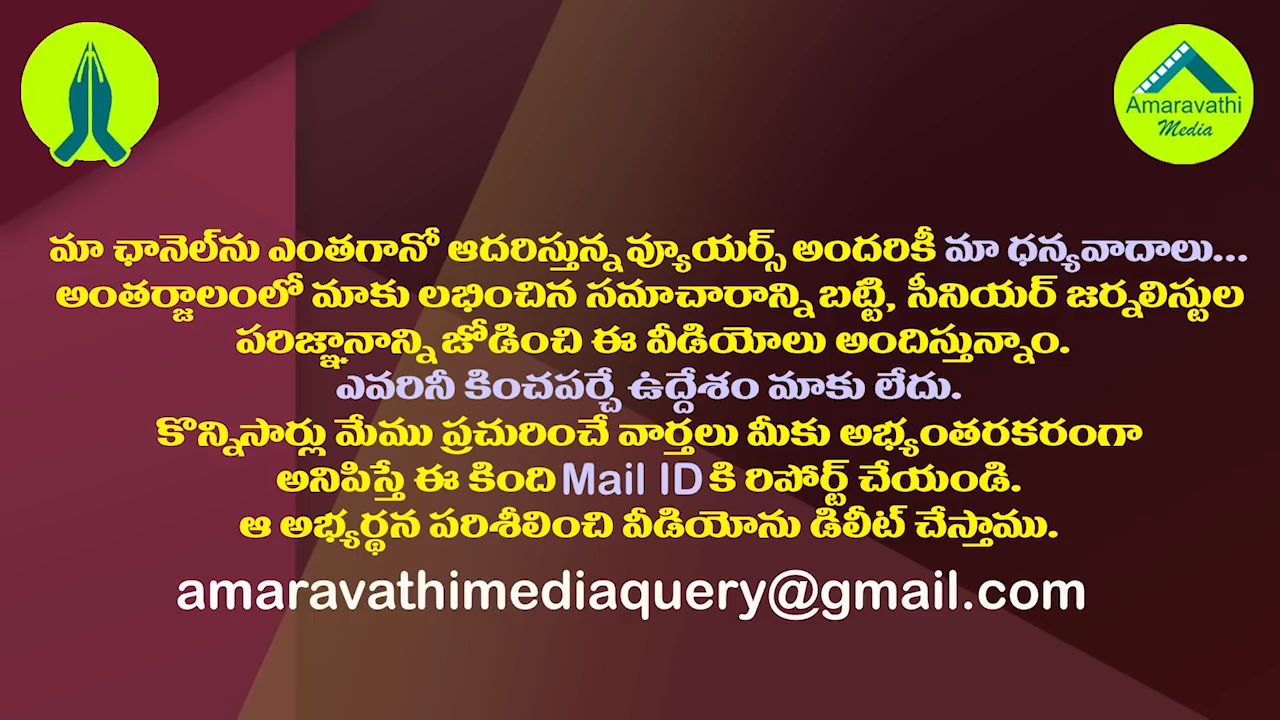 Amaravathi
Media
మా ఛానెల్‌ను ఎంతగానో ఆదరిస్తున్న వ్యూయర్స్ అందరికీ మా ధన్యవాదాలు...
అంతర్జాలంలో మాకు లభించిన సమాచారాన్ని బట్టి, సీనియర్ జర్నలిస్టుల
పరిజ్ఞానాన్ని జోడించి ఈ వీడియోలు అందిస్తున్నాం.
ఎవరినీ కించపర్చే ఉద్దేశం మాకు లేదు.
కొన్నిసార్లు మేము ప్రచురించే వార్తలు మీకు అభ్యంతరకరంగా
అనిపిస్తే ఈ కింది Mail ID కి రిపోర్ట్ చేయండి.
ఆ అభ్యర్థన పరిశీలించి వీడియోను డిలీట్ చేస్తాము.
amaravathimediaquery@gmail.com